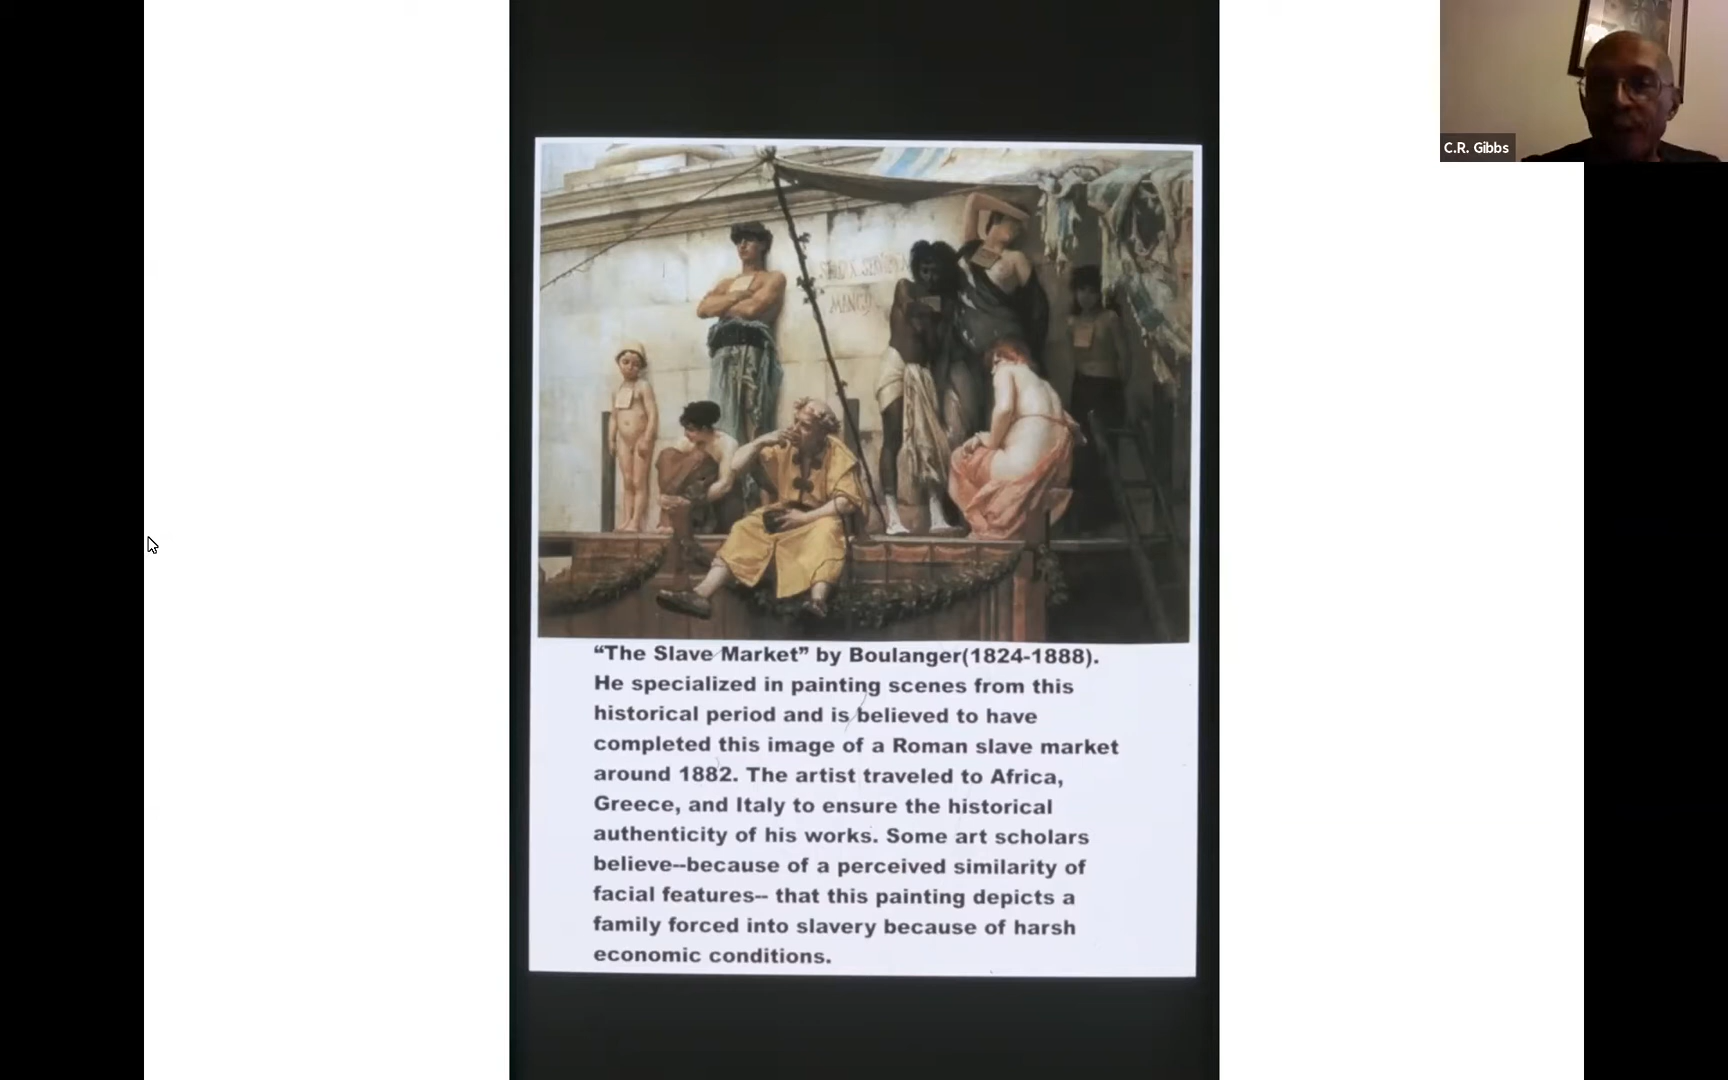 C.R. Gibbs
“The Slave Market” by Boulanger(1824-1888).
He specialized in painting scenes from this
historical period and is believed to have
completed this image of a Roman slave market
around 1882. The artist traveled to Africa,
Greece, and Italy to ensure the historical
authenticity of his works. Some art scholars
believe--because of a perceived similarity of
facial features-- that this painting depicts a
family forced into slavery because of harsh
economic conditions.